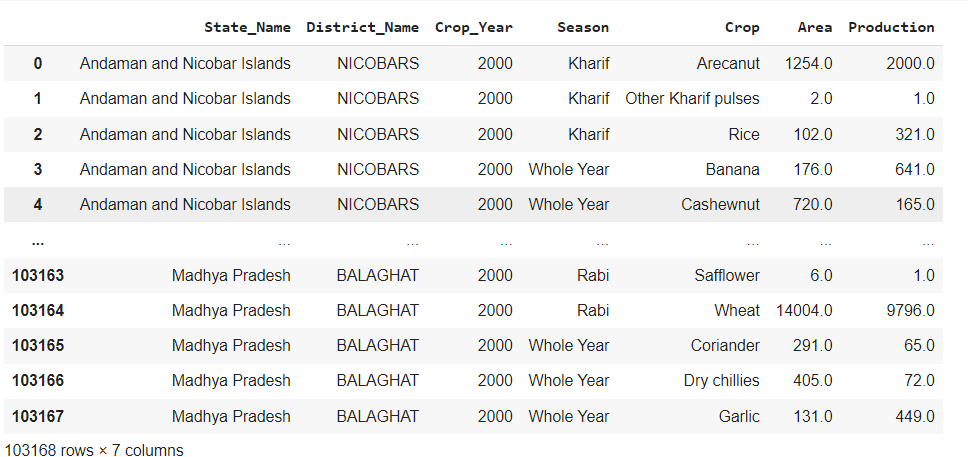 State_Name District_Name Crop_Year Season Crop Area Production
0 Andaman and Nicobar Islands NICOBARS 2000 Kharif Arecanut 1254.0 2000.0
1 Andaman and Nicobar Islands NICOBARS 2000 Kharif Other Kharif pulses 2.0 1.0
2 Andaman and Nicobar Islands NICOBARS 2000 Kharif Rice 102.0 321.0
3 Andaman and Nicobar Islands NICOBARS 2000 Whole Year Banana 176.0 641.0
4 Andaman and Nicobar Islands NICOBARS 2000 Whole Year Cashewnut 720.0 165.0
... ... ... ... ... ... ... ...
103163 Madhya Pradesh BALAGHAT 2000 Rabi Safflower 6.0 1.0
103164 Madhya Pradesh BALAGHAT 2000 Rabi Wheat 14004.0 9796.0
103165 Madhya Pradesh BALAGHAT 2000 Whole Year Coriander 291.0 65.0
103166 Madhya Pradesh BALAGHAT 2000 Whole Year Dry chillies 405.0 72.0
103167 Madhya Pradesh BALAGHAT 2000 Whole Year Garlic 131.0 449.0
103168 rows × 7 columns